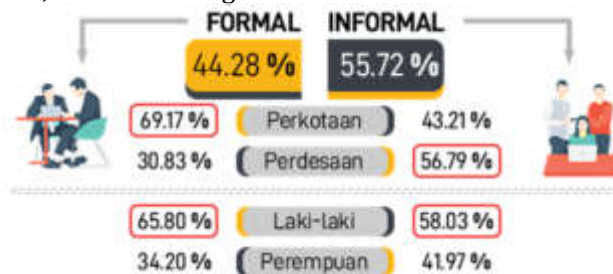 FORMAL INFORMAL
44.28 % 55.72 %
69.17 % Perkotaan 43.21 %
30.83 % Perdesaan 56.79 %
65.80 % Laki-laki 58.03 %
34.20 % Perempuan 41.97 %